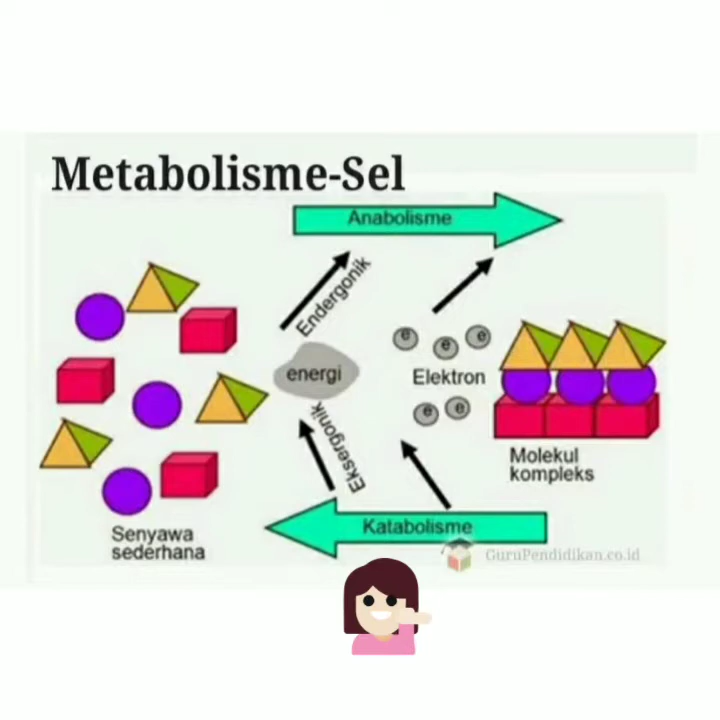 Metabolisme-Sel
Anabolisme
Endergonik
energi
e
e
e
Elektron
e
e
Eksergonik
Molekul
kompleks
Katabolisme
Senyawa
sederhana
GuruPendidikan.co.id